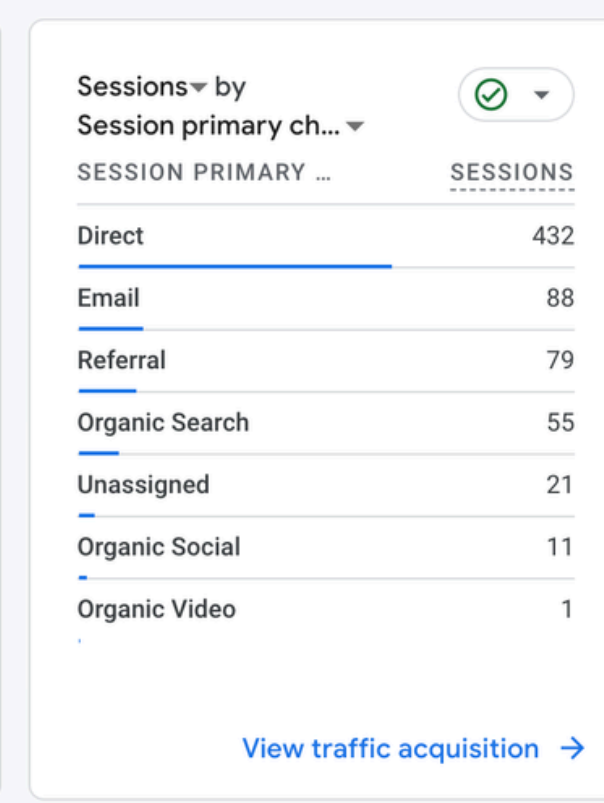 Sessions by
Session primary ch...
SESSION PRIMARY ... SESSIONS
Direct 432
Email 88
Referral 79
Organic Search 55
Unassigned 21
Organic Social 11
Organic Video 1
View traffic acquisition